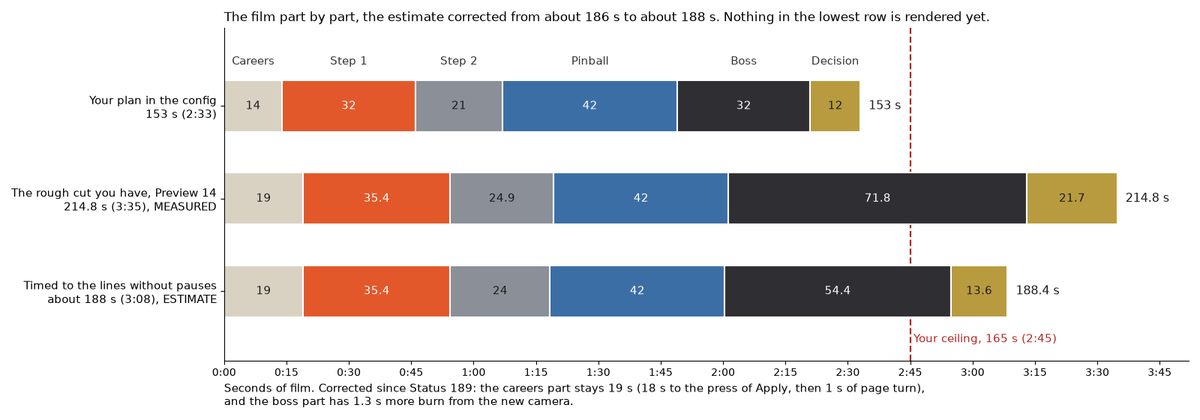 The film part by part, the estimate corrected from about 186 s to about 188 s. Nothing in the lowest row is rendered yet.
Careers Step 1 Step 2 Pinball Boss Decision
Your plan in the config
153 s (2:33)
14 32 21 42 32 12 153 s
The rough cut you have, Preview 14
214.8 s (3:35), MEASURED
19 35.4 24.9 42 71.8 21.7 214.8 s
Timed to the lines without pauses
about 188 s (3:08), ESTIMATE
19 35.4 24 42 54.4 13.6 188.4 s
Your ceiling, 165 s (2:45)
0:00 0:15 0:30 0:45 1:00 1:15 1:30 1:45 2:00 2:15 2:30 2:45 3:00 3:15 3:30 3:45
Seconds of film. Corrected since Status 189: the careers part stays 19 s (18 s to the press of Apply, then 1 s of page turn),
and the boss part has 1.3 s more burn from the new camera.